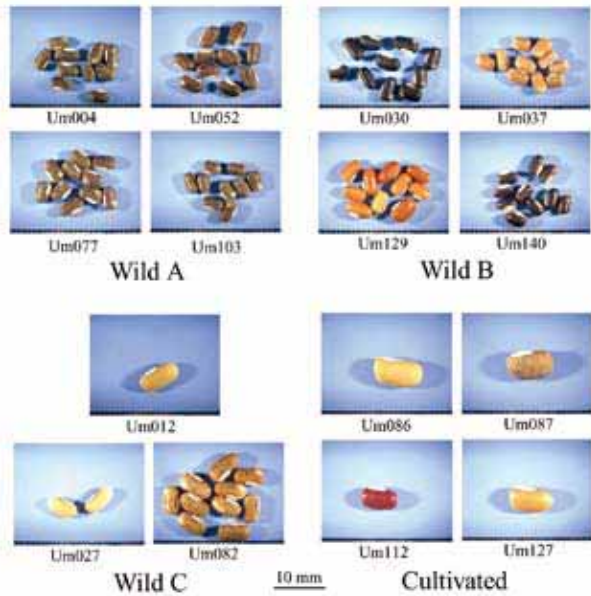 Um004 Um052 Um030 Um037
Um077 Um103 Um129 Um140
Wild A Wild B
Um012 Um086 Um087
Um027 Um082 Um112 Um127
Wild C 10 mm Cultivated